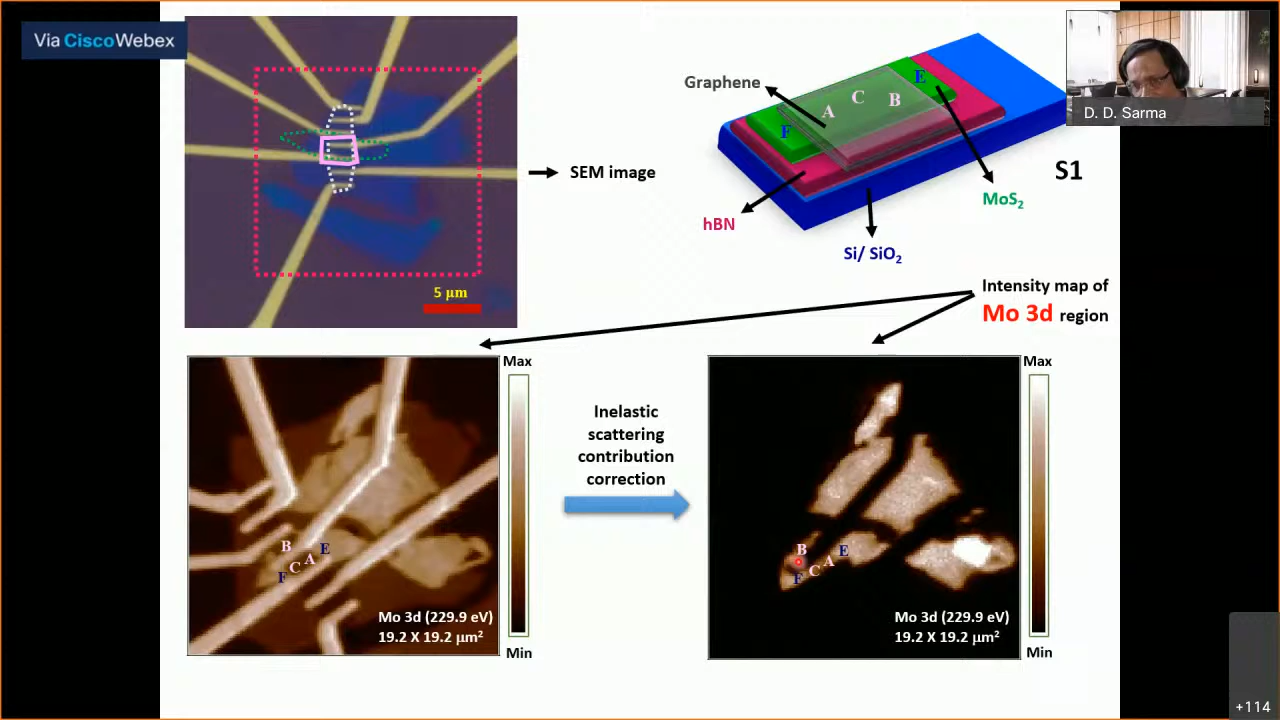 Via CiscoWebex
D. D. Sarma
Graphene
A
C
B
E
F
S1
SEM image
MoS₂
hBN
Si/ SiO₂
5 μm
Intensity map of
Mo 3d region
Max
Max
Inelastic
scattering
contribution
correction
B
E
A
C
F
B
E
A
C
F
Mo 3d (229.9 eV)
19.2 X 19.2 μm²
Mo 3d (229.9 eV)
19.2 X 19.2 μm²
Min
Min
+114